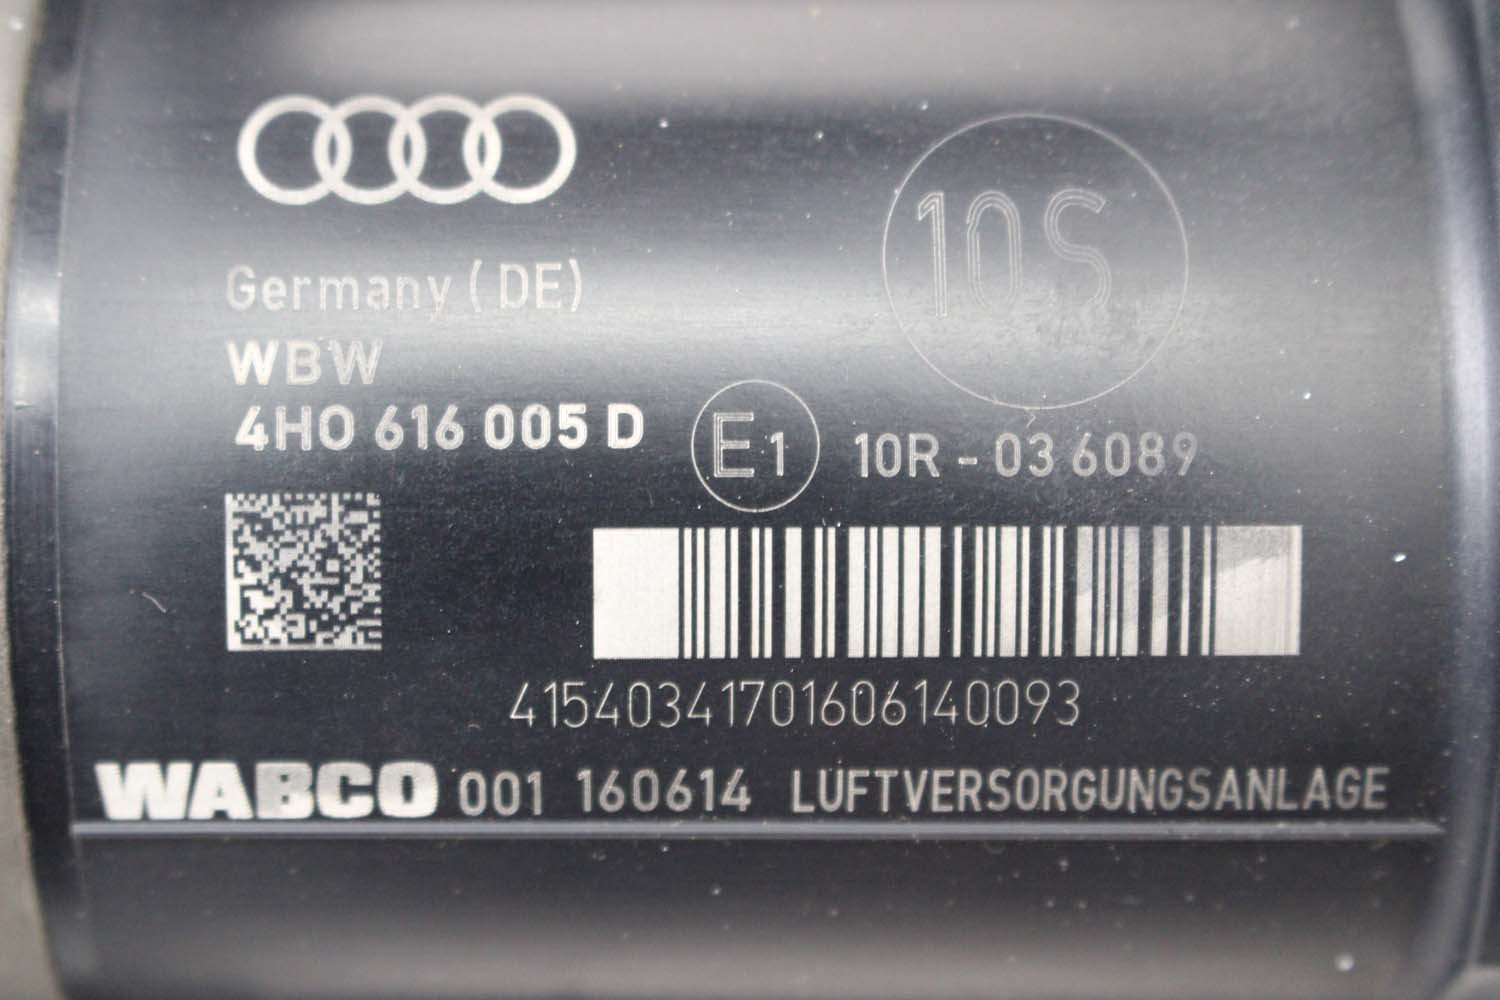 10S
Germany (DE)
WBW
4H0 616 005 D
E1 10R - 03 6089
41540341701606140093
WABCO 001 160614 LUFTVERSORGUNGSANLAGE